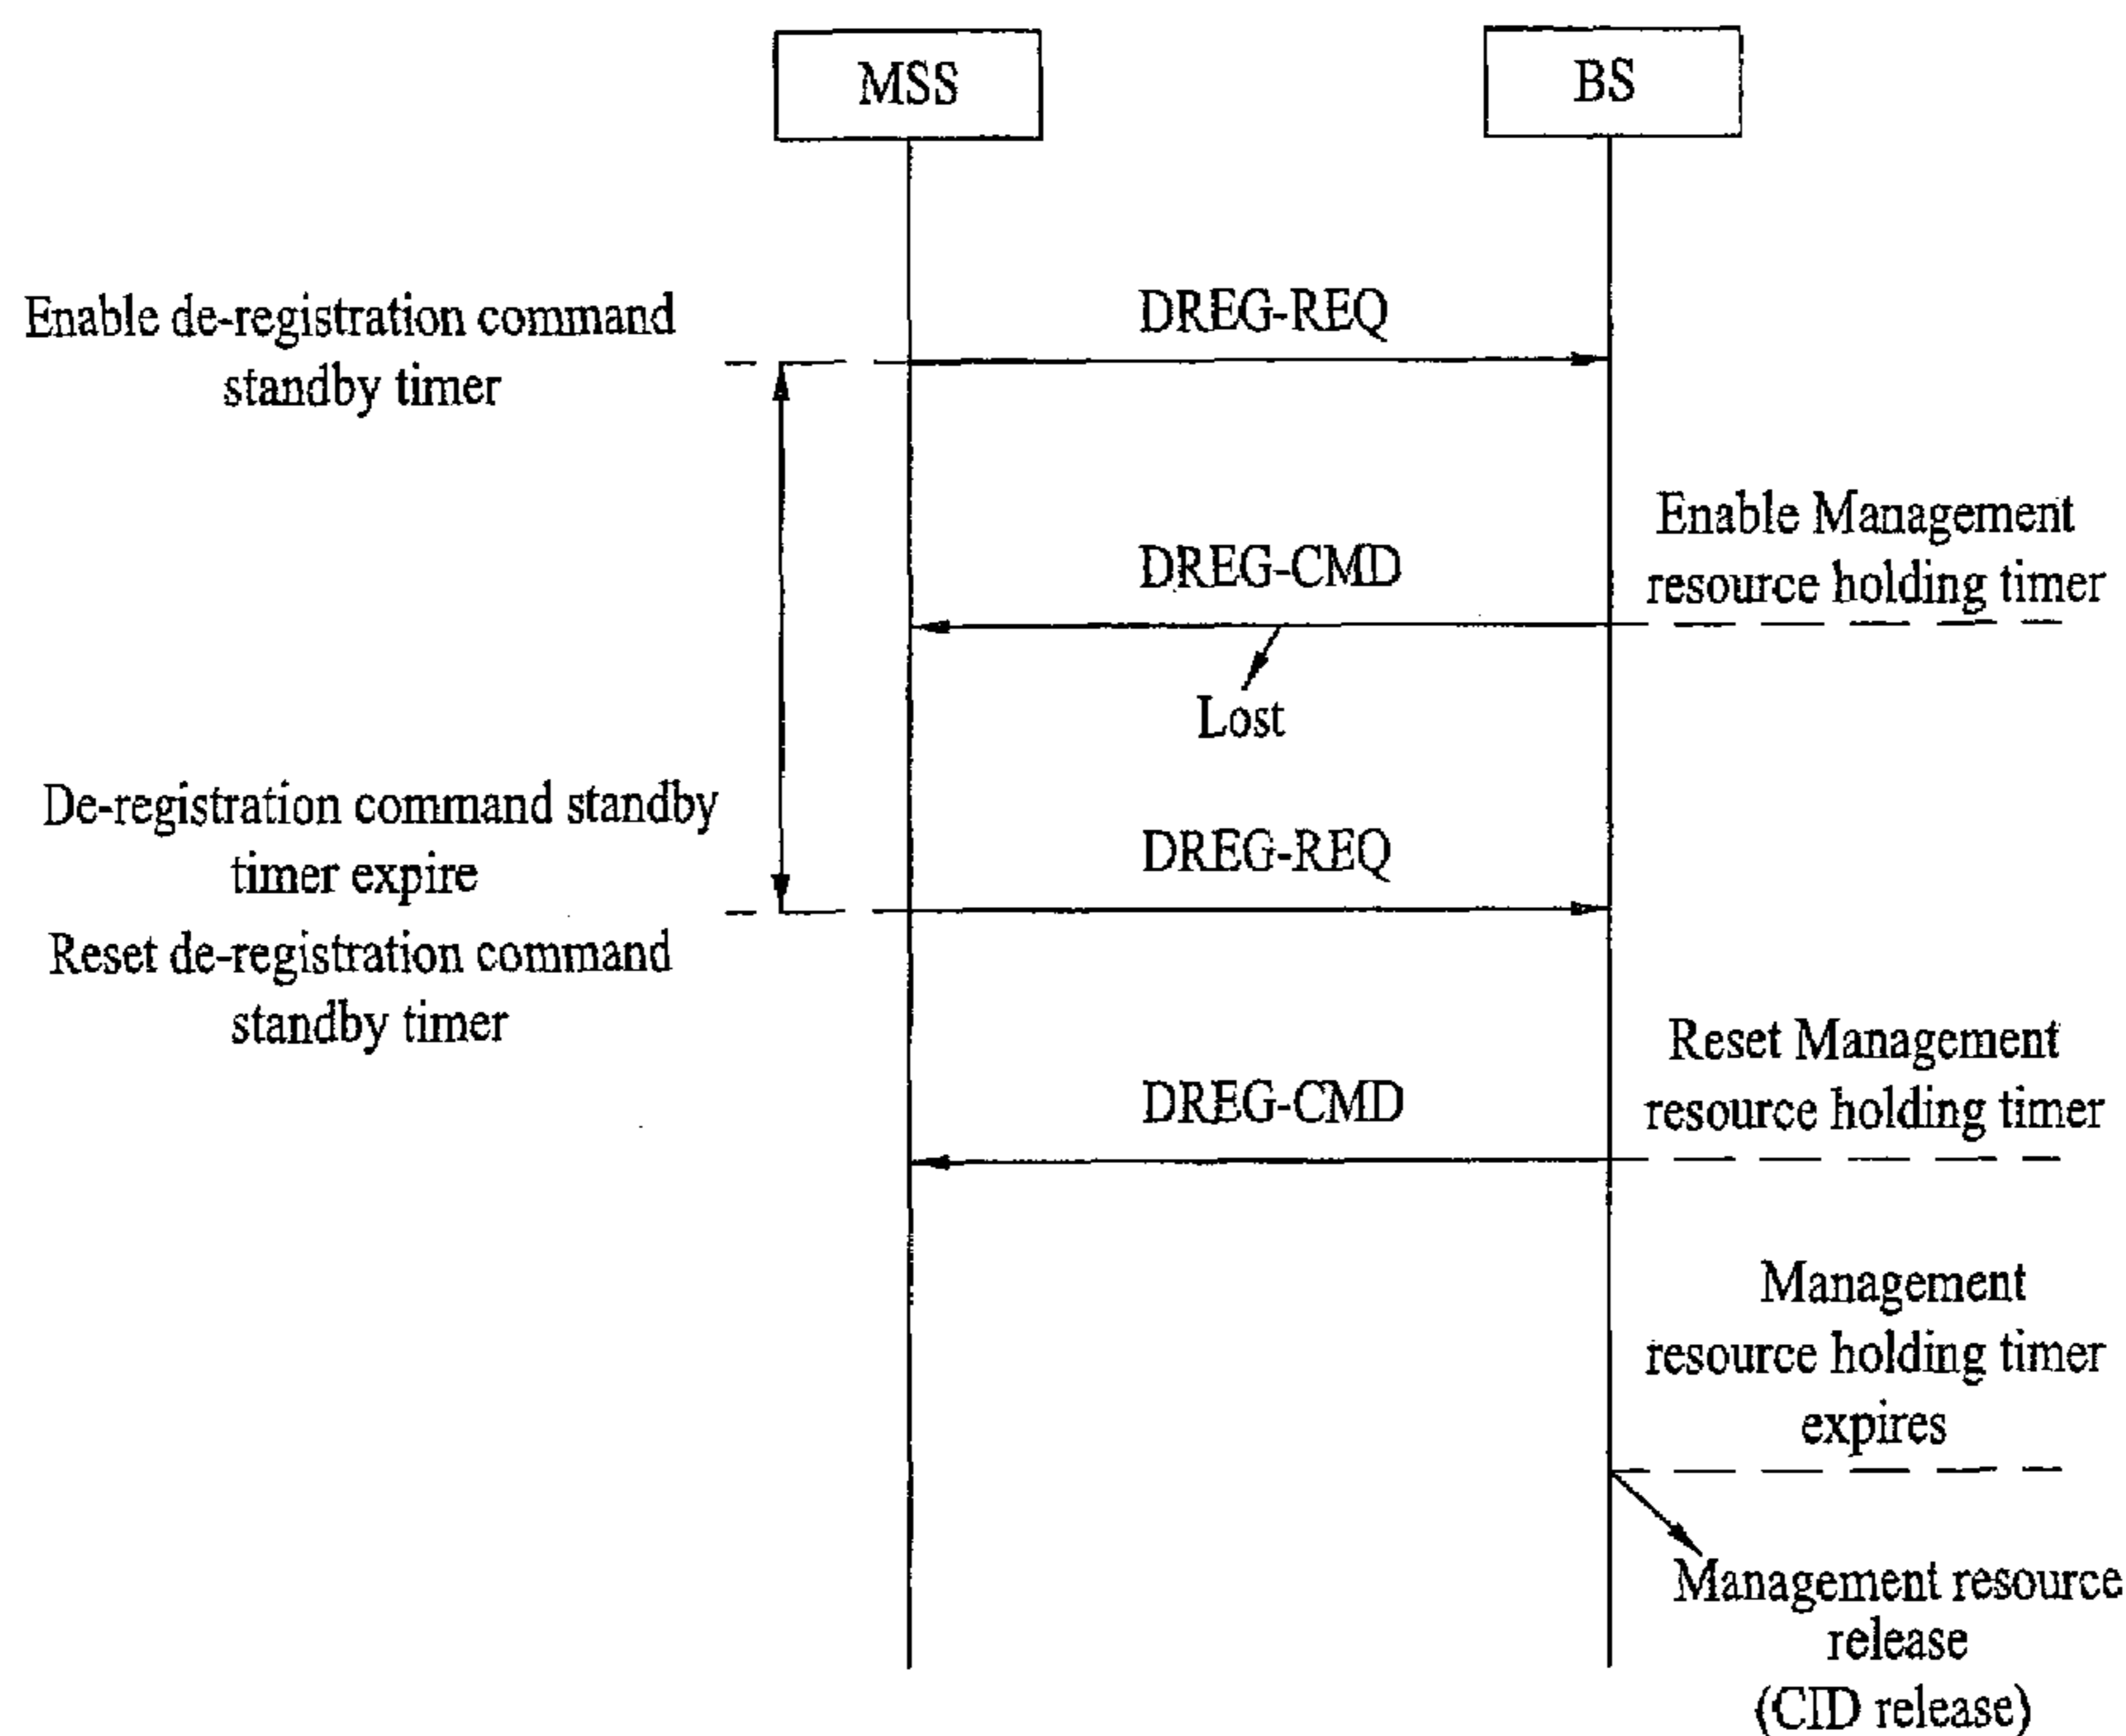 MSS
BS
Enable de-registration command
standby timer
DREG-REQ
Enable Management
resource holding timer
DREG-CMD
Lost
De-registration command standby
timer expire
DREG-REQ
Reset de-registration command
standby timer
Reset Management
resource holding timer
DREG-CMD
Management
resource holding timer
expires
Management resource
release
(CID release)